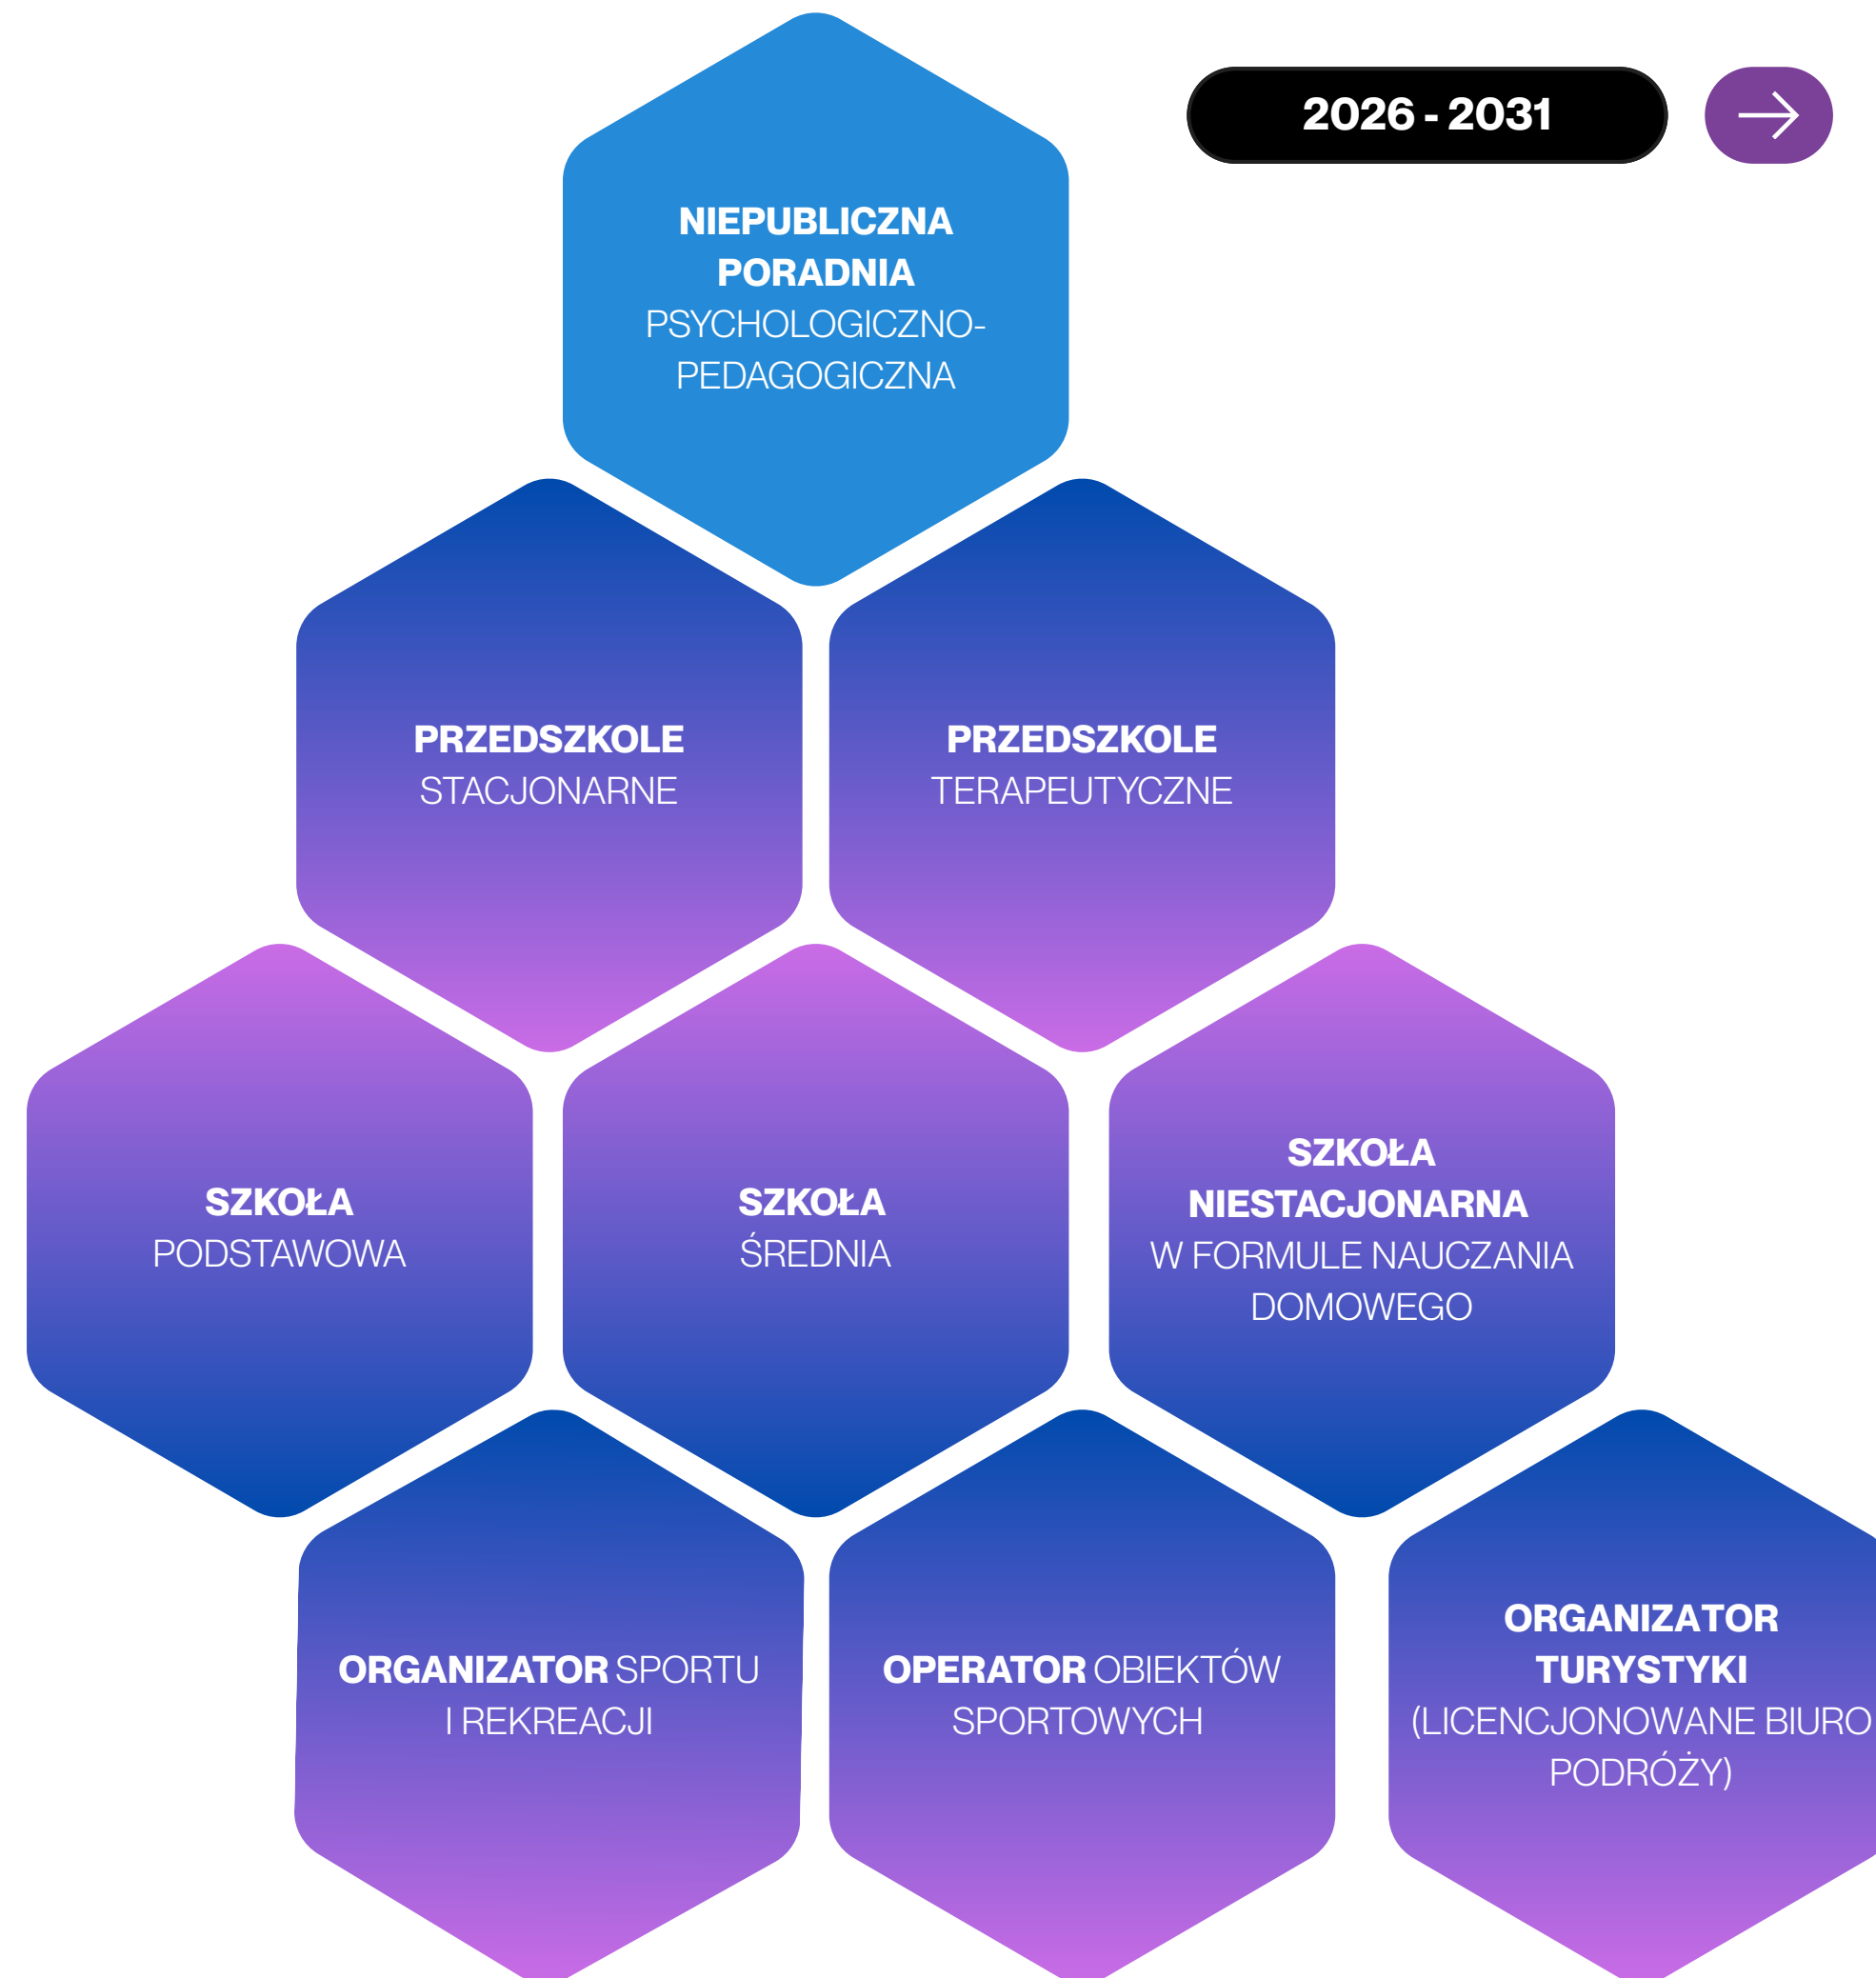 2026 - 2031
NIEPUBLICZNA
PORADNIA
PSYCHOLOGICZNO-
PEDAGOGICZNA
PRZEDSZKOLE
STACJONARNE
PRZEDSZKOLE
TERAPEUTYCZNE
SZKOŁA
PODSTAWOWA
SZKOŁA
ŚREDNIA
SZKOŁA
NIESTACJONARNA
W FORMULE NAUCZANIA
DOMOWEGO
ORGANIZATOR SPORTU
I REKREACJI
OPERATOR OBIEKTÓW
SPORTOWYCH
ORGANIZATOR
TURYSTYKI
(LICENCJONOWANE BIURO
PODRÓŻY)